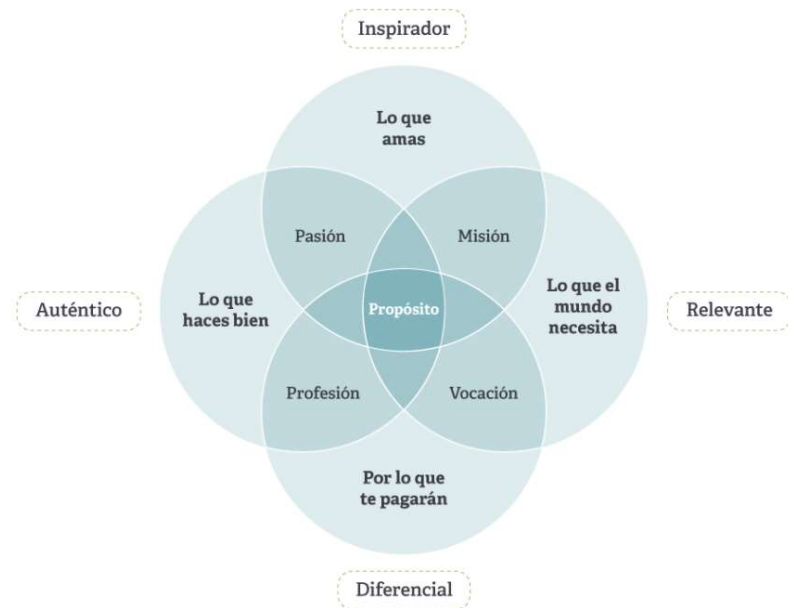 Inspirador
Lo que
amas
Pasión
Misión
Auténtico
Lo que
haces bien
Propósito
Lo que el
mundo
necesita
Relevante
Profesión
Vocación
Por lo que
te pagarán
Diferencial